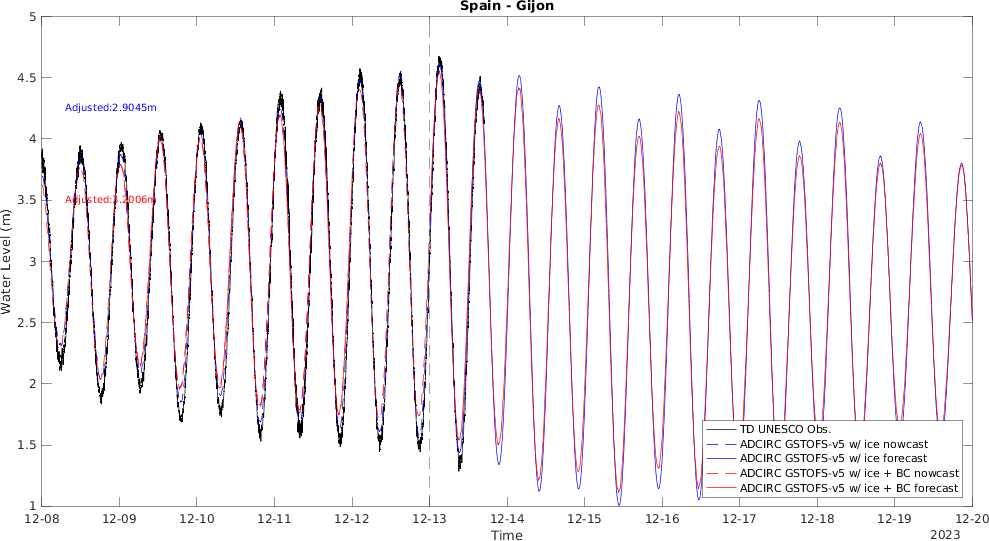 Spain - Gijon
5
4.5
4
3.5
3
2.5
2
1.5
1
Water Level (m)
Adjusted:2.9045m
Adjusted:3.2006m
TD UNESCO Obs.
ADCIRC GSTOFS-v5 w/ ice nowcast
ADCIRC GSTOFS-v5 w/ ice forecast
ADCIRC GSTOFS-v5 w/ ice + BC nowcast
ADCIRC GSTOFS-v5 w/ ice + BC forecast
12-08 12-09 12-10 12-11 12-12 12-13 12-14 12-15 12-16 12-17 12-18 12-19 12-20
Time
2023